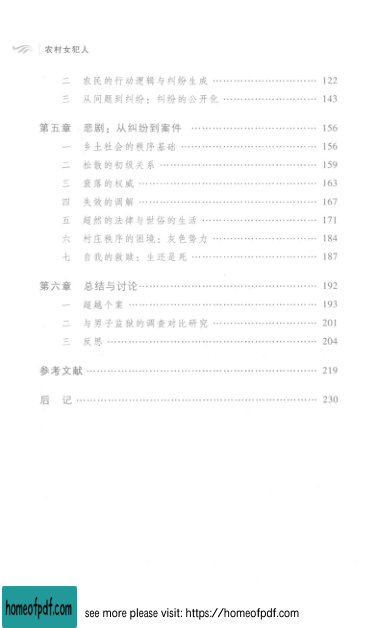 农村女犯人
二 农民的行动逻辑与纠纷生成 …………………………… 122
三 从问题到纠纷：纠纷的公开化 ………………………… 143
第五章 悲剧：从纠纷到案件 …………………………… 156
一 乡土社会的秩序基础 …………………………………… 156
二 松散的初级关系 ………………………………………… 159
三 衰落的权威 ……………………………………………… 163
四 失效的调解 ……………………………………………… 167
五 超然的法律与世俗的生活 ……………………………… 171
六 村庄秩序的困境：灰色势力 …………………………… 184
七 自我的救赎：生还是死 ………………………………… 187
第六章 总结与讨论 ………………………………………… 192
一 超越个案 ………………………………………………… 193
二 与男子监狱的调查对比研究 …………………………… 201
三 反思 ……………………………………………………… 204
参考文献 …………………………………………………… 219
后 记 ……………………………………………………… 230
homeofpdf.com see more please visit: https://homeofpdf.com